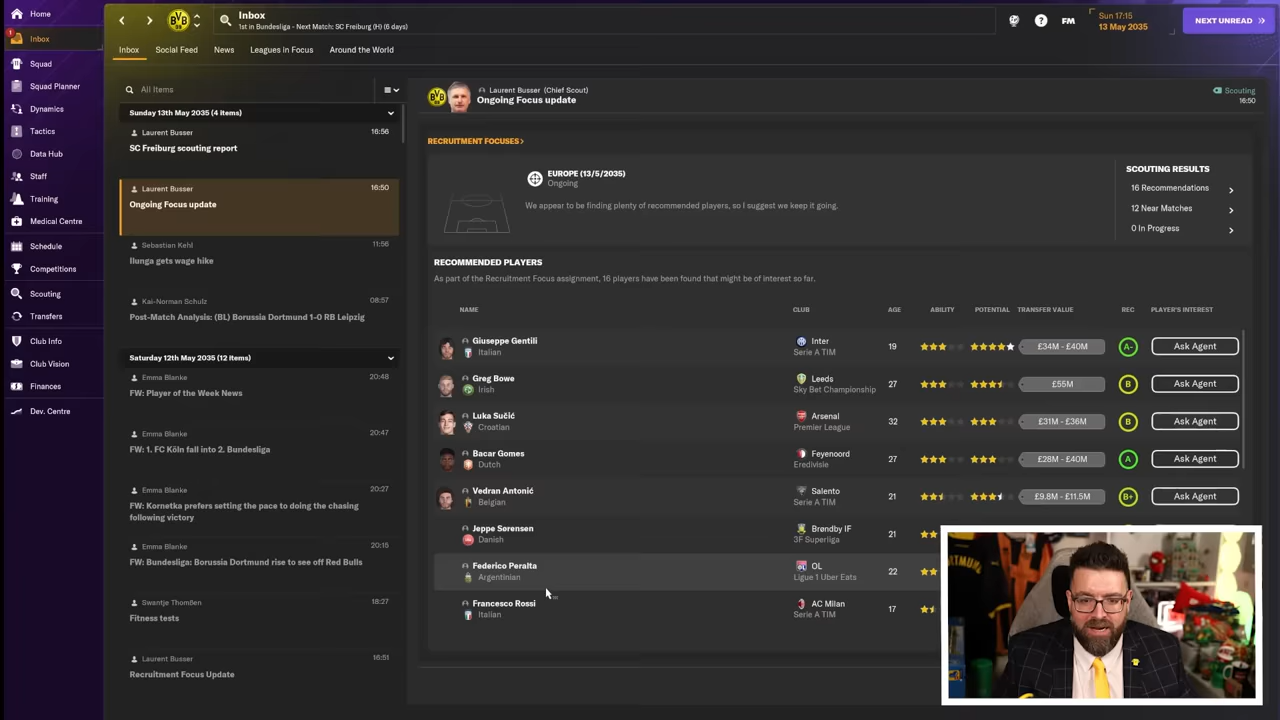 Home
Inbox
Squad
Squad Planner
Dynamics
Tactics
Data Hub
Staff
Training
Medical Centre
Schedule
Competitions
Scouting
Transfers
Club Info
Club Vision
Finances
Dev. Centre
BVB
09
Inbox
1st in Bundesliga - Next Match: SC Freiburg (H) (6 days)
FM
Sun 17:15
13 May 2035
NEXT UNREAD
Inbox Social Feed News Leagues in Focus Around the World
All Items
Sunday 13th May 2035 (4 items)
Laurent Busser 16:56
SC Freiburg scouting report
Laurent Busser 16:50
Ongoing Focus update
Sebastian Kehl 11:56
Ilunga gets wage hike
Kai-Norman Schulz 08:57
Post-Match Analysis: (BL) Borussia Dortmund 1-0 RB Leipzig
Saturday 12th May 2035 (12 items)
Emma Blanke 20:48
FW: Player of the Week News
Emma Blanke 20:47
FW: 1. FC Köln fall into 2. Bundesliga
Emma Blanke 20:27
FW: Kornetka prefers setting the pace to doing the chasing
following victory
Emma Blanke 20:15
FW: Bundesliga: Borussia Dortmund rise to see off Red Bulls
Swantje Thomßen 18:27
Fitness tests
Laurent Busser 16:51
Recruitment Focus Update
Laurent Busser (Chief Scout)
Ongoing Focus update
Scouting
16:50
RECRUITMENT FOCUSES>
EUROPE (13/5/2035)
Ongoing
We appear to be finding plenty of recommended players, so I suggest we keep it going.
SCOUTING RESULTS
16 Recommendations
12 Near Matches
0 In Progress
RECOMMENDED PLAYERS
As part of the Recruitment Focus assignment, 16 players have been found that might be of interest so far.
NAME CLUB AGE ABILITY POTENTIAL TRANSFER VALUE REC PLAYER'S INTEREST
Giuseppe Gentili Inter 19 £34M - £40M A- Ask Agent
Italian Serie A TIM
Greg Bowe Leeds 27 £55M B Ask Agent
Irish Sky Bet Championship
Luka Sučić Arsenal 32 £31M - £36M B Ask Agent
Croatian Premier League
Bacar Gomes Feyenoord 27 £28M - £40M A Ask Agent
Dutch Eredivisie
Vedran Antonić Salento 21 £9.8M - £11.5M B+ Ask Agent
Belgian Serie A TIM
Jeppe Sørensen Brøndby IF 21
Danish 3F Superliga
Federico Peralta OL 22
Argentinian Ligue 1 Uber Eats
Francesco Rossi AC Milan 17
Italian Serie A TIM